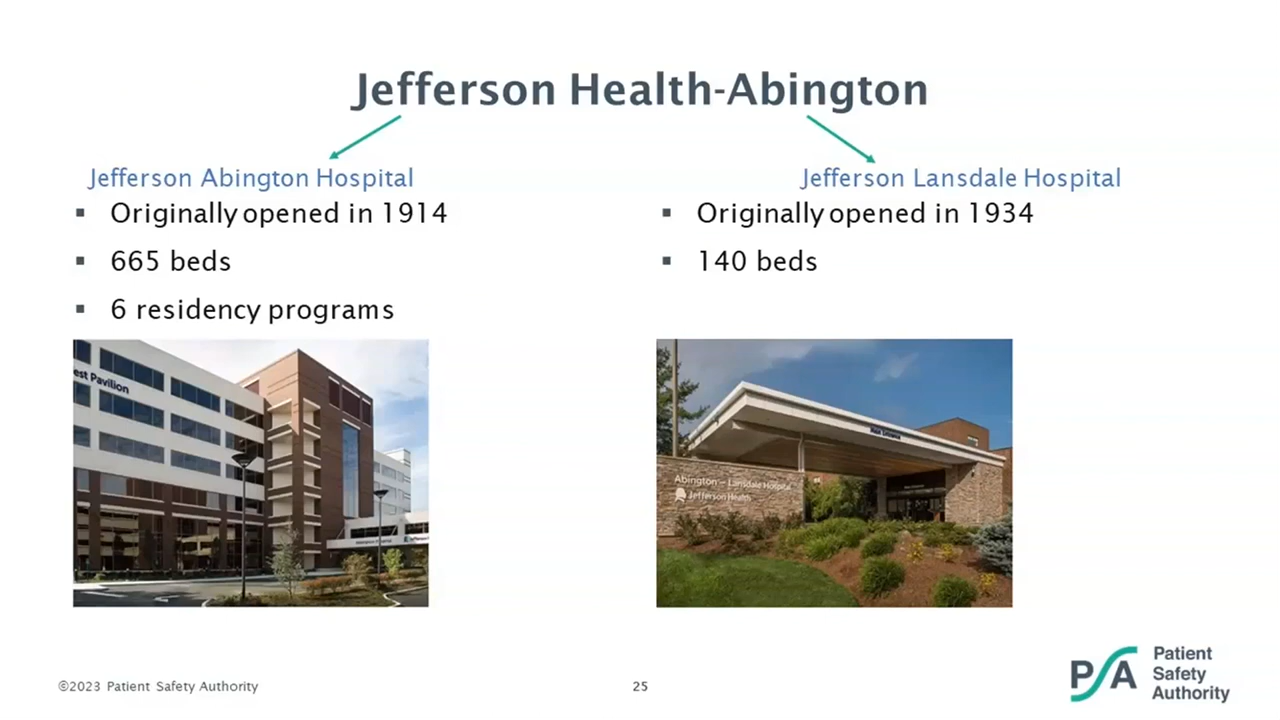 Jefferson Health-Abington
Jefferson Abington Hospital
▪ Originally opened in 1914
▪ 665 beds
▪ 6 residency programs
Jefferson Lansdale Hospital
▪ Originally opened in 1934
▪ 140 beds
est Pavilion
Abington – Lansdale Hospital
Jefferson Health
©2023 Patient Safety Authority
25
PSA
Patient
Safety
Authority